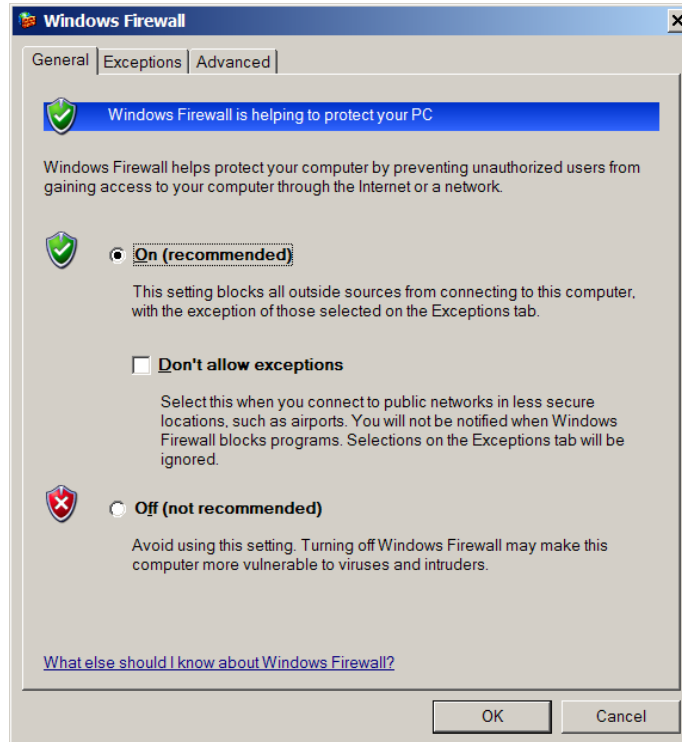 Windows Firewall
General
Exceptions
Advanced
Windows Firewall is helping to protect your PC
Windows Firewall helps protect your computer by preventing unauthorized users from
gaining access to your computer through the Internet or a network.
On (recommended)
This setting blocks all outside sources from connecting to this computer,
with the exception of those selected on the Exceptions tab.
Don't allow exceptions
Select this when you connect to public networks in less secure
locations, such as airports. You will not be notified when Windows
Firewall blocks programs. Selections on the Exceptions tab will be
ignored.
Off (not recommended)
Avoid using this setting. Turning off Windows Firewall may make this
computer more vulnerable to viruses and intruders.
What else should I know about Windows Firewall?
OK
Cancel